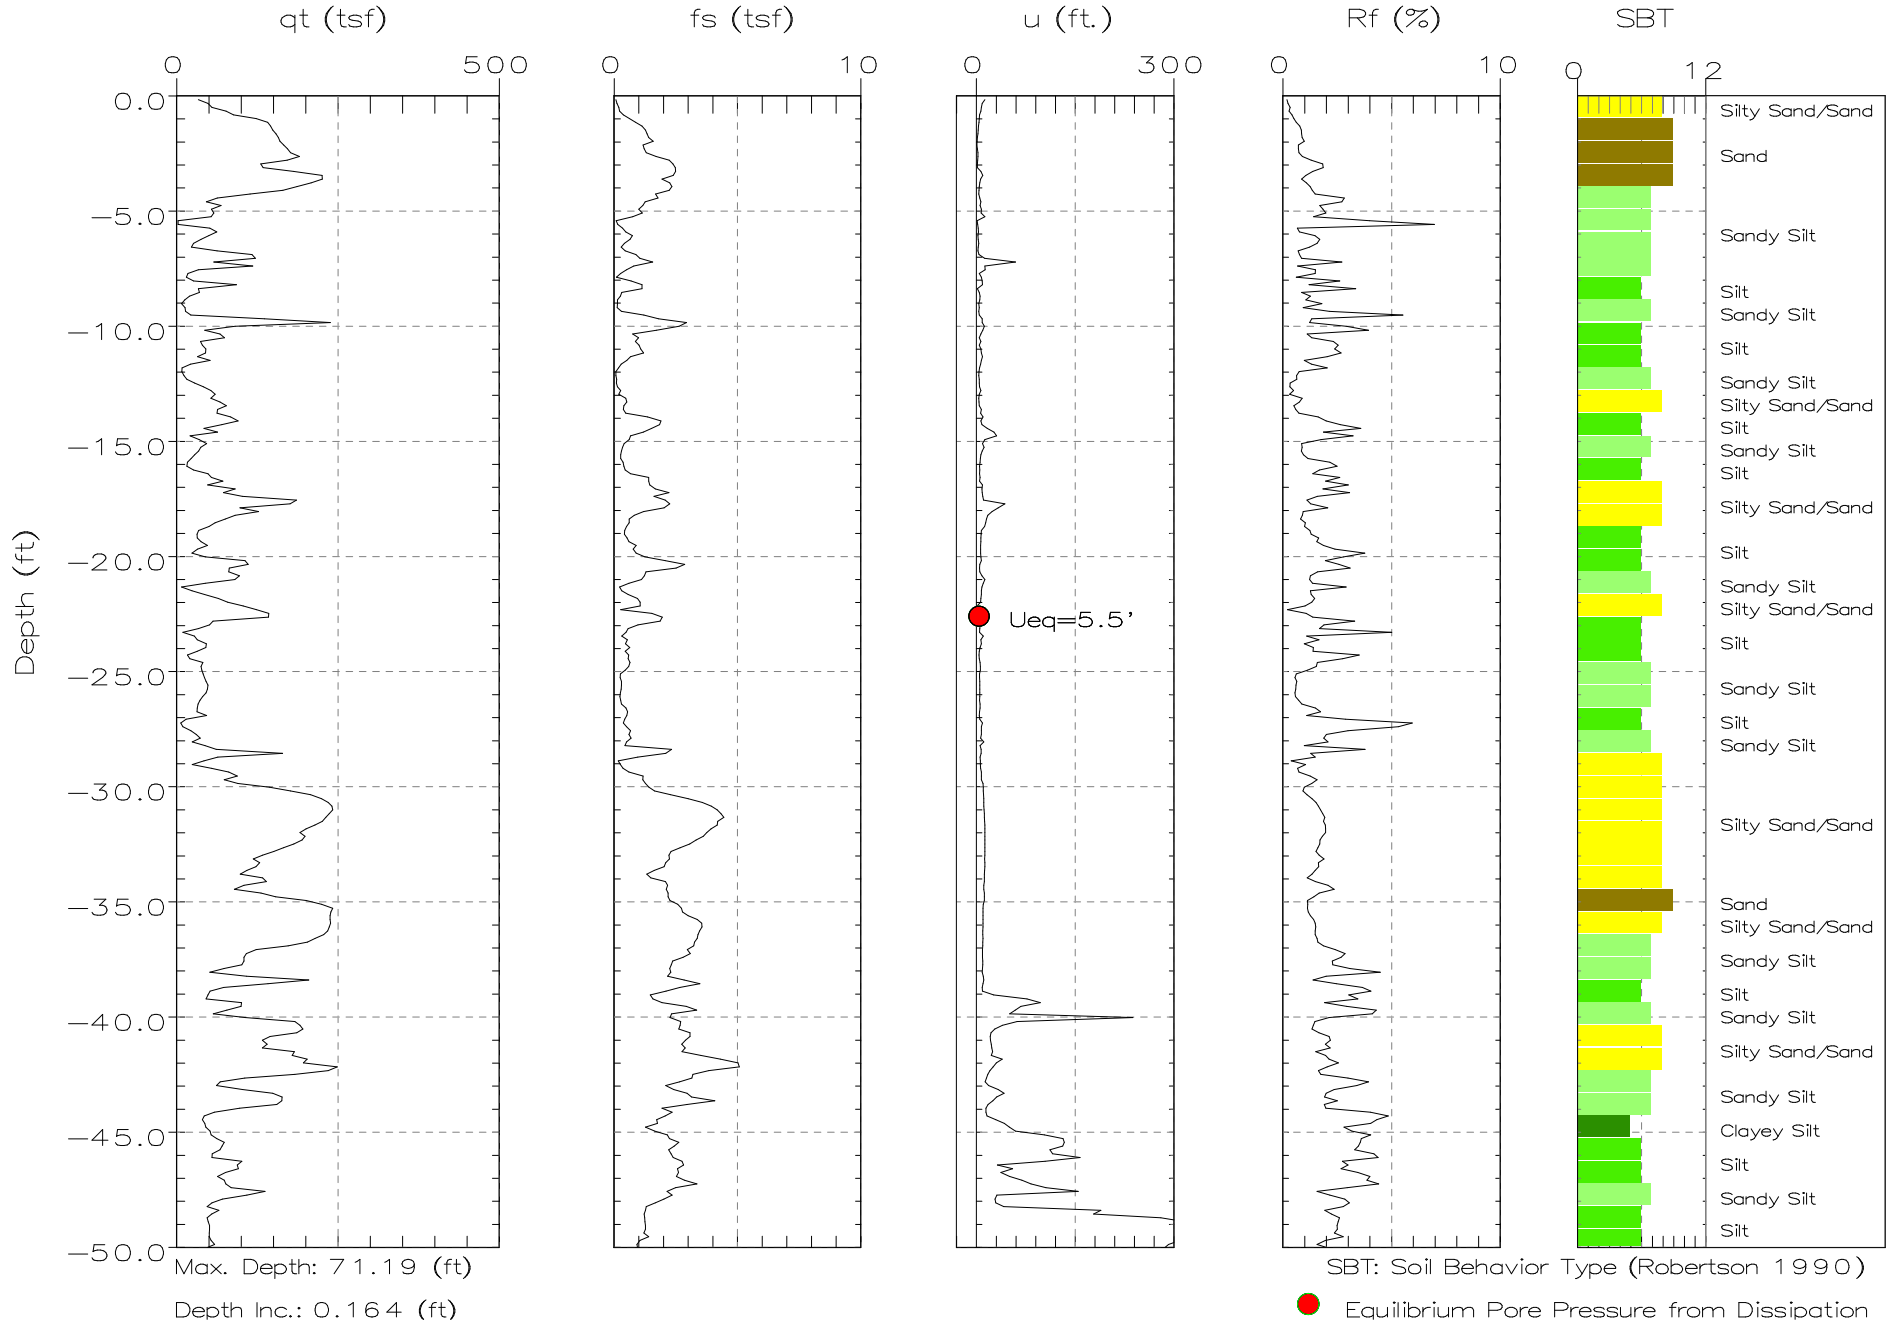 qt (tsf) fs (tsf) u (ft.) Rf (%) SBT
0 500 0 10 0 300 0 10 0 12
0.0
−5.0
−10.0
−15.0
−20.0
−25.0
−30.0
−35.0
−40.0
−45.0
−50.0
Depth (ft)
Ueq=5.5'
Silty Sand/Sand
Sand
Sandy Silt
Silt
Sandy Silt
Silt
Sandy Silt
Silty Sand/Sand
Silt
Sandy Silt
Silt
Silty Sand/Sand
Silt
Sandy Silt
Silty Sand/Sand
Silt
Sandy Silt
Silt
Sandy Silt
Silty Sand/Sand
Sand
Silty Sand/Sand
Sandy Silt
Silt
Sandy Silt
Silty Sand/Sand
Sandy Silt
Clayey Silt
Silt
Sandy Silt
Silt
Max. Depth: 71.19 (ft)
Depth Inc.: 0.164 (ft)
SBT: Soil Behavior Type (Robertson 1990)
Equilibrium Pore Pressure from Dissipation